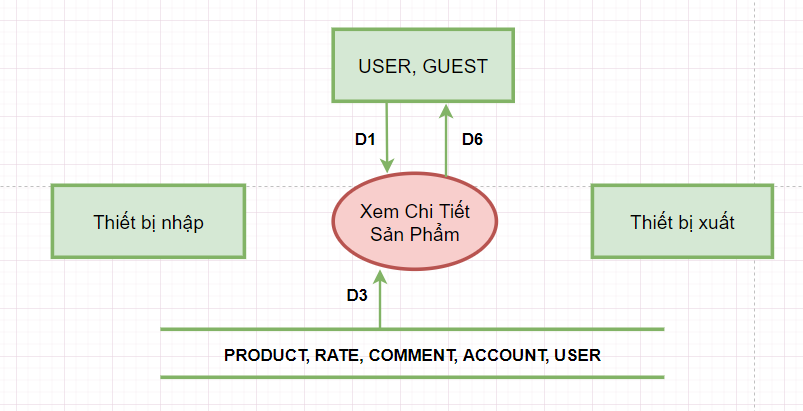 USER, GUEST
D1
D6
Thiết bị nhập
Xem Chi Tiết
Sản Phẩm
Thiết bị xuất
D3
PRODUCT, RATE, COMMENT, ACCOUNT, USER